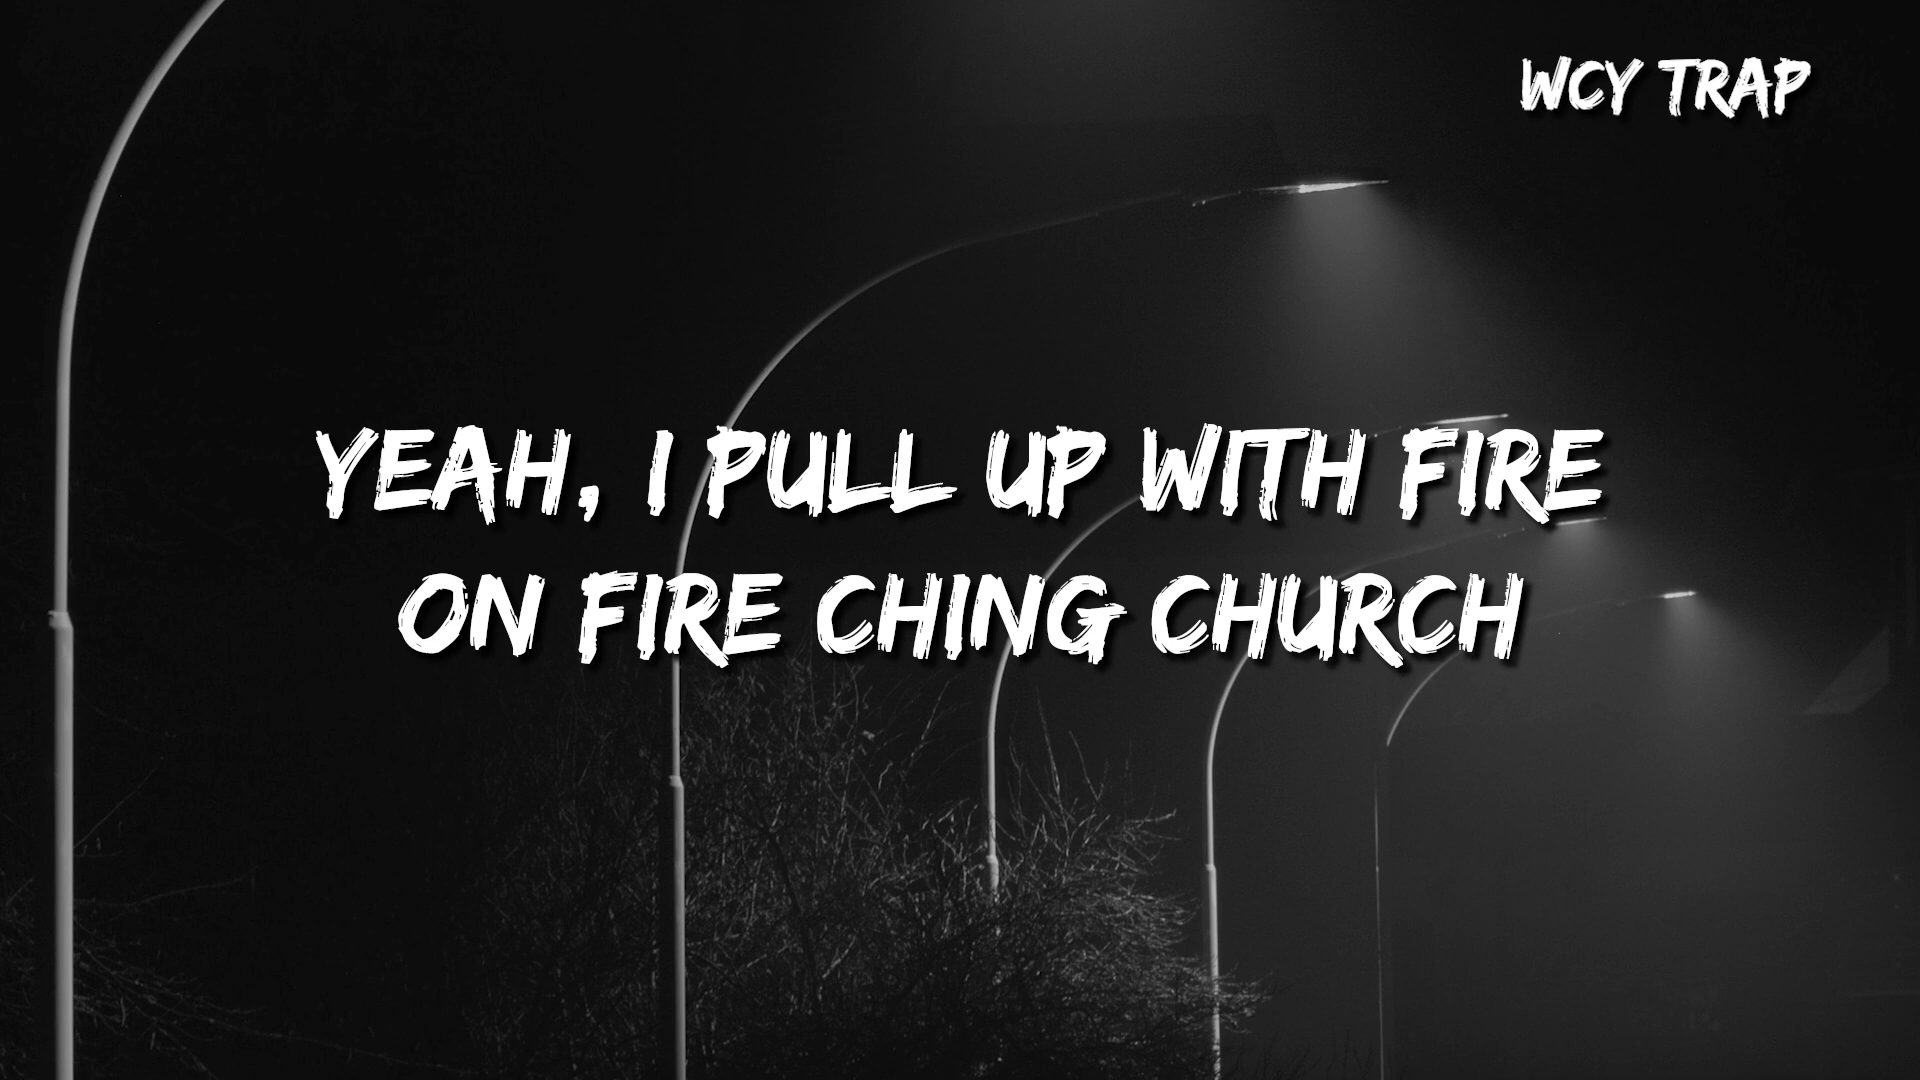 WCY TRAP
YEAH, I PULL UP WITH FIRE
ON FIRE CHING CHURCH